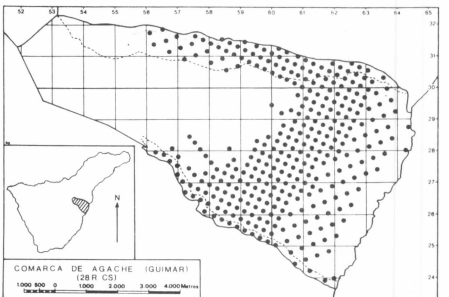 52 53 54 55 56 57 58 59 60 61 62 63 64 65
32
31
30
29
28
27
26
25
24
N
COMARCA DE AGACHE (GUIMAR)
(28R CS)
1.000 500 0 1.000 2.000 3.000 4.000 Metros